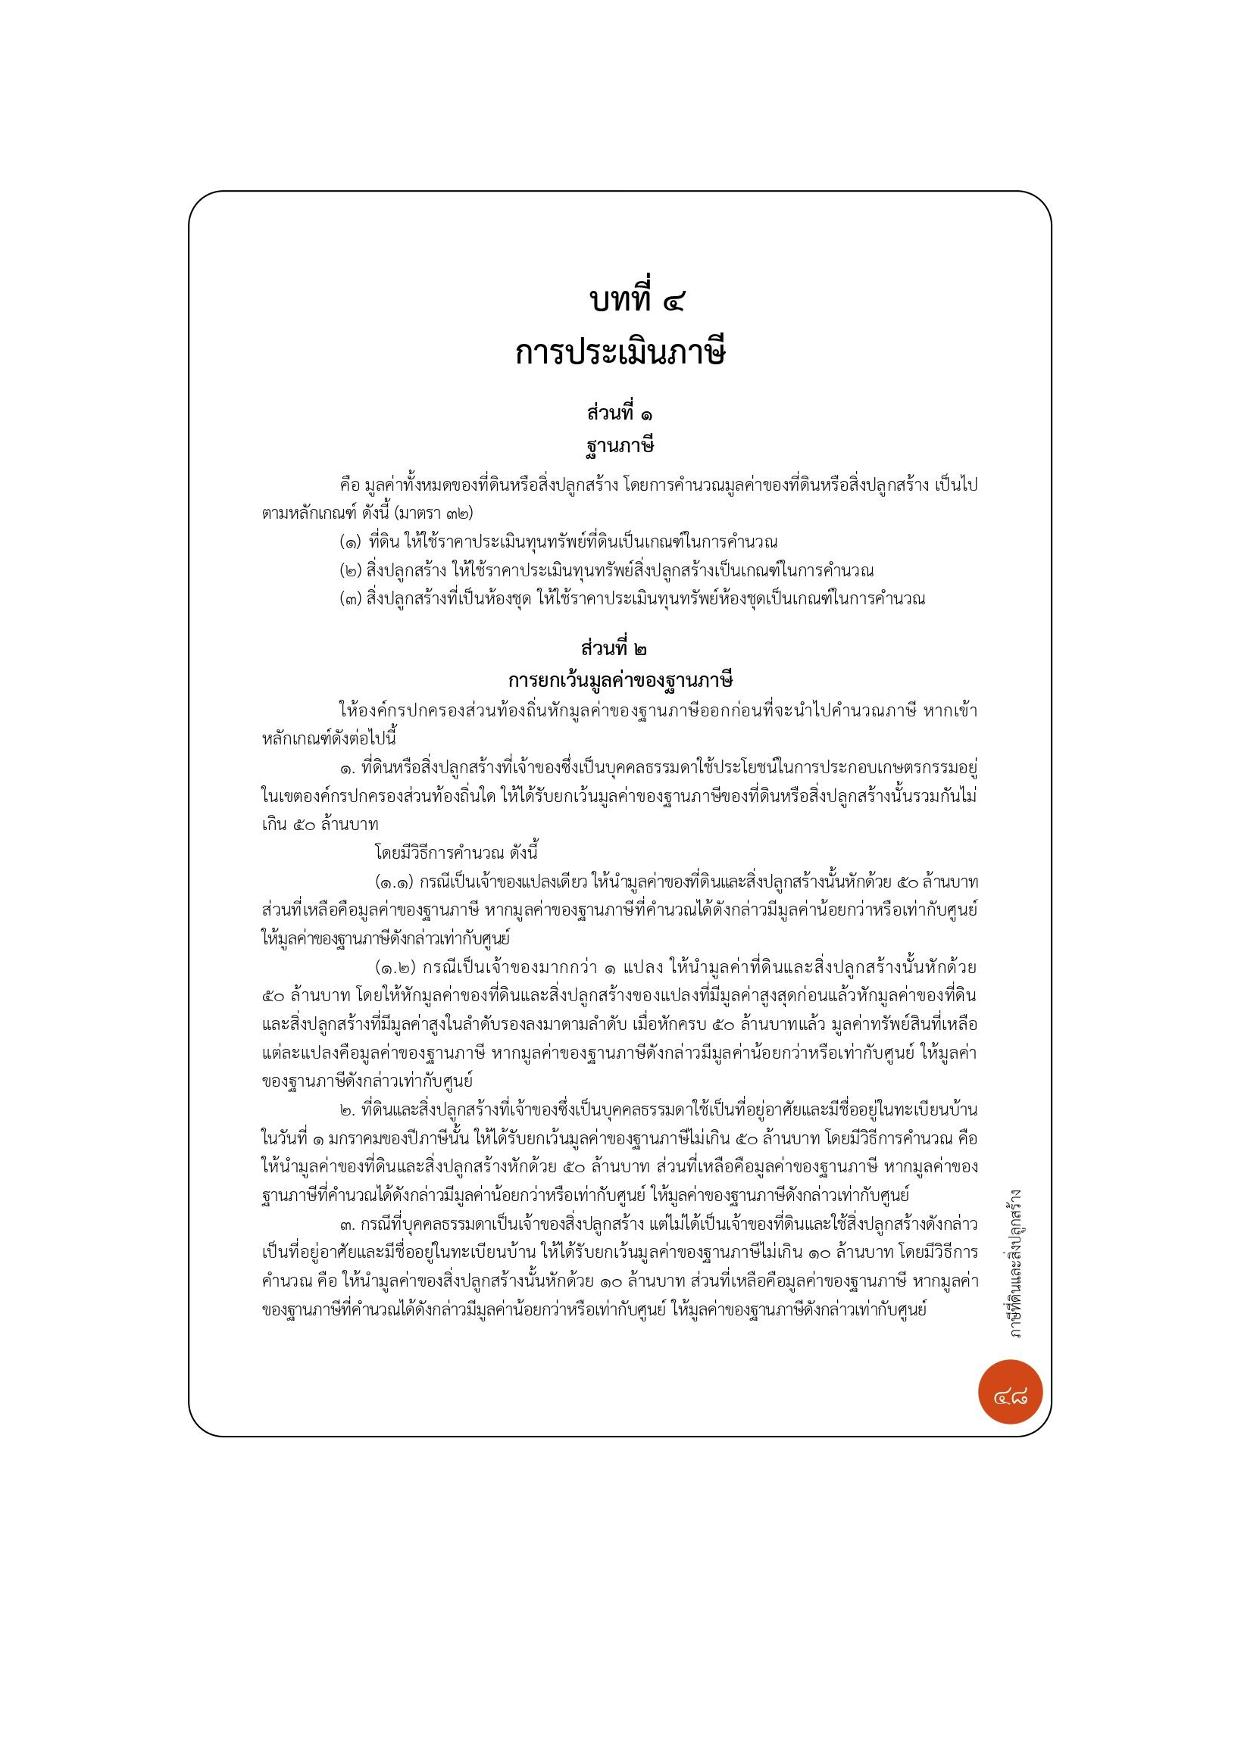 บทที่ ๔
การประเมินภาษี
ส่วนที่ ๑
ฐานภาษี
คือ มูลค่าทั้งหมดของที่ดินหรือสิ่งปลูกสร้าง โดยการคำนวณมูลค่าของที่ดินหรือสิ่งปลูกสร้าง เป็นไป
ตามหลักเกณฑ์ ดังนี้ (มาตรา ๓๒)
(๑) ที่ดิน ให้ใช้ราคาประเมินทุนทรัพย์ที่ดินเป็นเกณฑ์ในการคำนวณ
(๒) สิ่งปลูกสร้าง ให้ใช้ราคาประเมินทุนทรัพย์สิ่งปลูกสร้างเป็นเกณฑ์ในการคำนวณ
(๓) สิ่งปลูกสร้างที่เป็นห้องชุด ให้ใช้ราคาประเมินทุนทรัพย์ห้องชุดเป็นเกณฑ์ในการคำนวณ
ส่วนที่ ๒
การยกเว้นมูลค่าของฐานภาษี
ให้องค์กรปกครองส่วนท้องถิ่นหักมูลค่าของฐานภาษีออกก่อนที่จะนำไปคำนวณภาษี หากเข้า
หลักเกณฑ์ดังต่อไปนี้
๑. ที่ดินหรือสิ่งปลูกสร้างที่เจ้าของซึ่งเป็นบุคคลธรรมดาใช้ประโยชน์ในการประกอบเกษตรกรรมอยู่
ในเขตองค์กรปกครองส่วนท้องถิ่นใด ให้ได้รับยกเว้นมูลค่าของฐานภาษีของที่ดินหรือสิ่งปลูกสร้างนั้นรวมกันไม่
เกิน ๕๐ ล้านบาท
โดยมีวิธีการคำนวณ ดังนี้
(๑.๑) กรณีเป็นเจ้าของแปลงเดียว ให้นำมูลค่าของที่ดินและสิ่งปลูกสร้างนั้นหักด้วย ๕๐ ล้านบาท
ส่วนที่เหลือคือมูลค่าของฐานภาษี หากมูลค่าของฐานภาษีที่คำนวณได้ดังกล่าวมีมูลค่าน้อยกว่าหรือเท่ากับศูนย์
ให้มูลค่าของฐานภาษีดังกล่าวเท่ากับศูนย์
(๑.๒) กรณีเป็นเจ้าของมากกว่า ๑ แปลง ให้นำมูลค่าที่ดินและสิ่งปลูกสร้างนั้นหักด้วย
๕๐ ล้านบาท โดยให้หักมูลค่าของที่ดินและสิ่งปลูกสร้างของแปลงที่มีมูลค่าสูงสุดก่อนแล้วหักมูลค่าของที่ดิน
และสิ่งปลูกสร้างที่มีมูลค่าสูงในลำดับรองลงมาตามลำดับ เมื่อหักครบ ๕๐ ล้านบาทแล้ว มูลค่าทรัพย์สินที่เหลือ
แต่ละแปลงคือมูลค่าของฐานภาษี หากมูลค่าของฐานภาษีดังกล่าวมีมูลค่าน้อยกว่าหรือเท่ากับศูนย์ ให้มูลค่า
ของฐานภาษีดังกล่าวเท่ากับศูนย์
๒. ที่ดินและสิ่งปลูกสร้างที่เจ้าของซึ่งเป็นบุคคลธรรมดาใช้เป็นที่อยู่อาศัยและมีชื่ออยู่ในทะเบียนบ้าน
ในวันที่ ๑ มกราคมของปีภาษีนั้น ให้ได้รับยกเว้นมูลค่าของฐานภาษีไม่เกิน ๕๐ ล้านบาท โดยมีวิธีการคำนวณ คือ
ให้นำมูลค่าของที่ดินและสิ่งปลูกสร้างหักด้วย ๕๐ ล้านบาท ส่วนที่เหลือคือมูลค่าของฐานภาษี หากมูลค่าของ
ฐานภาษีที่คำนวณได้ดังกล่าวมีมูลค่าน้อยกว่าหรือเท่ากับศูนย์ ให้มูลค่าของฐานภาษีดังกล่าวเท่ากับศูนย์
๓. กรณีที่บุคคลธรรมดาเป็นเจ้าของสิ่งปลูกสร้าง แต่ไม่ได้เป็นเจ้าของที่ดินและใช้สิ่งปลูกสร้างดังกล่าว
เป็นที่อยู่อาศัยและมีชื่ออยู่ในทะเบียนบ้าน ให้ได้รับยกเว้นมูลค่าของฐานภาษีไม่เกิน ๑๐ ล้านบาท โดยมีวิธีการ
คำนวณ คือ ให้นำมูลค่าของสิ่งปลูกสร้างนั้นหักด้วย ๑๐ ล้านบาท ส่วนที่เหลือคือมูลค่าของฐานภาษี หากมูลค่า
ของฐานภาษีที่คำนวณได้ดังกล่าวมีมูลค่าน้อยกว่าหรือเท่ากับศูนย์ ให้มูลค่าของฐานภาษีดังกล่าวเท่ากับศูนย์
ภาษีที่ดินและสิ่งปลูกสร้าง
๔๘